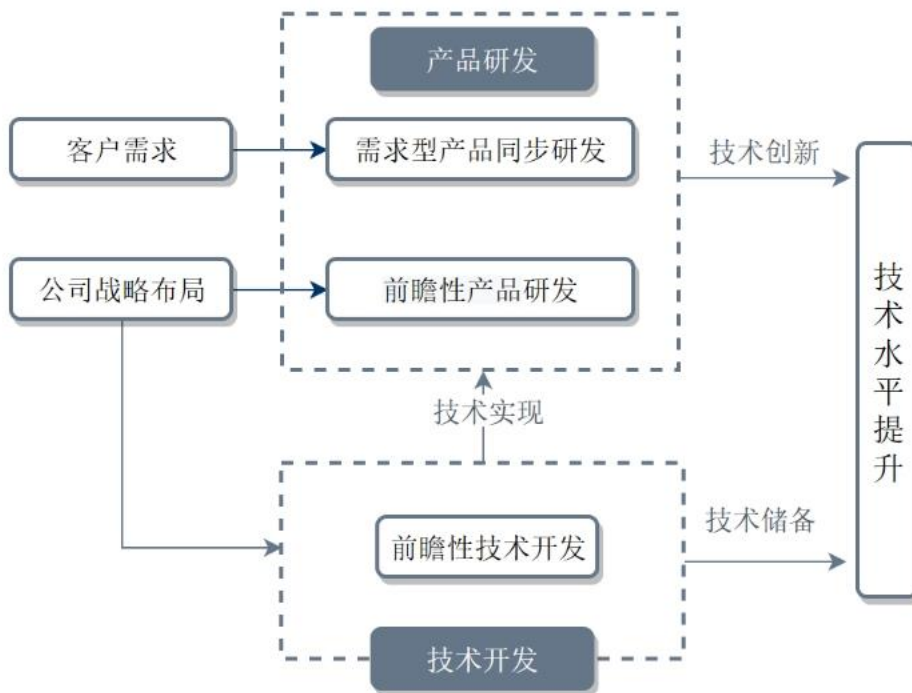 产品研发
客户需求
需求型产品同步研发
技术创新
公司战略布局
前瞻性产品研发
技术水平提升
技术实现
技术储备
前瞻性技术开发
技术开发